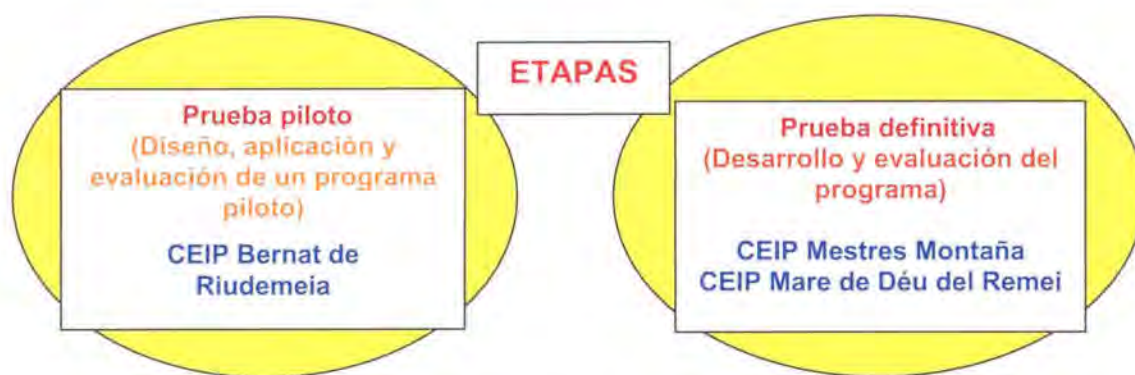 ETAPAS
Prueba piloto
(Diseño, aplicación y
evaluación de un programa
piloto)
CEIP Bernat de
Riudemeia
Prueba definitiva
(Desarrollo y evaluación del
programa)
CEIP Mestres Montaña
CEIP Mare de Déu del Remei